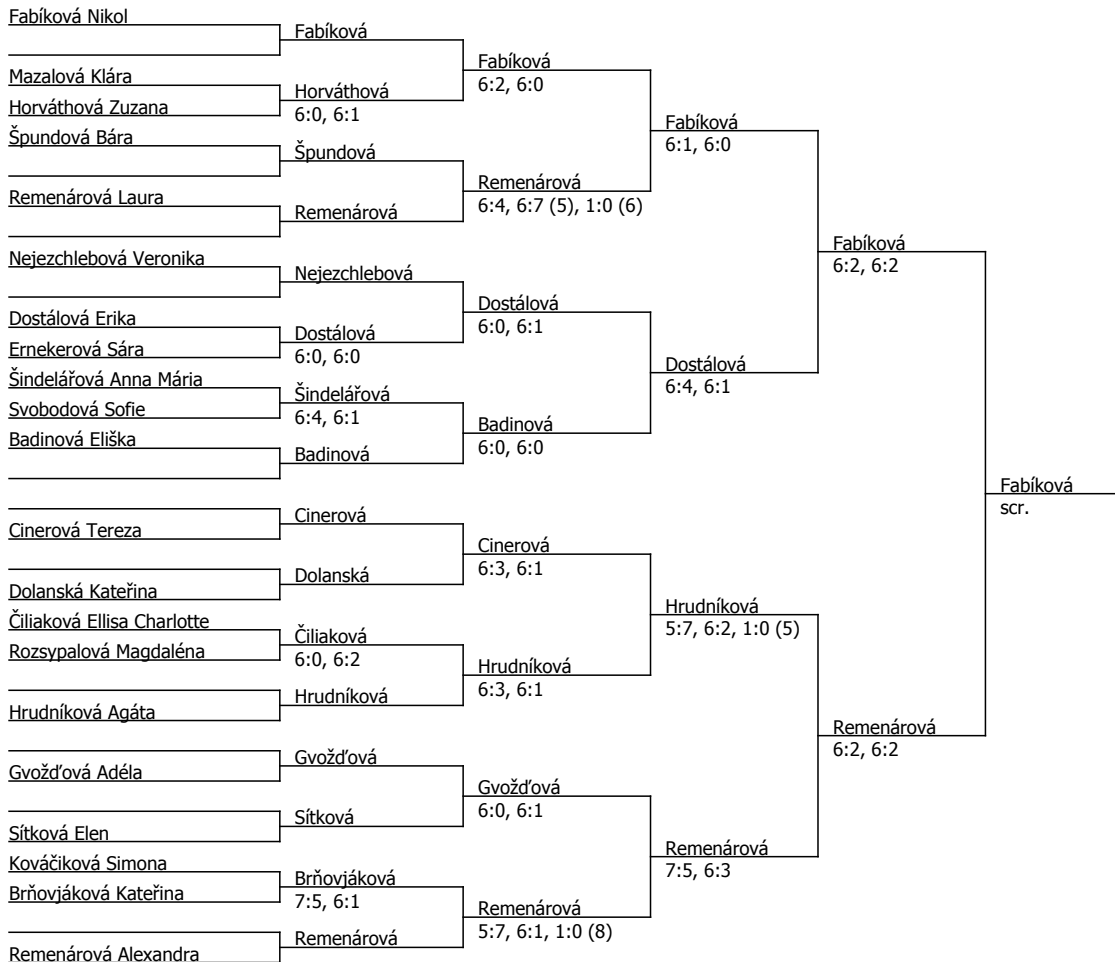 Fabíková Nikol
Mazalová Klára
Horváthová Zuzana
Špundová Bára
Remenárová Laura
Nejezchlebová Veronika
Dostálová Erika
Ernekerová Sára
Šindelářová Anna Mária
Svobodová Sofie
Badinová Eliška
Cinerová Tereza
Dolanská Kateřina
Čiliaková Ellisa Charlotte
Rozsypalová Magdaléna
Hrudníková Agáta
Gvožďová Adéla
Sítková Elen
Kováčiková Simona
Brňovjáková Kateřina
Remenárová Alexandra
Fabíková
Horváthová
6:0, 6:1
Špundová
Remenárová
Nejezchlebová
Dostálová
6:0, 6:0
Šindelářová
6:4, 6:1
Badinová
Cinerová
Dolanská
Čiliaková
6:0, 6:2
Hrudníková
Gvožďová
Sítková
Brňovjáková
7:5, 6:1
Remenárová
Fabíková
6:2, 6:0
Remenárová
6:4, 6:7 (5), 1:0 (6)
Dostálová
6:0, 6:1
Badinová
6:0, 6:0
Cinerová
6:3, 6:1
Hrudníková
6:3, 6:1
Gvožďová
6:0, 6:1
Remenárová
5:7, 6:1, 1:0 (8)
Fabíková
6:1, 6:0
Dostálová
6:4, 6:1
Hrudníková
5:7, 6:2, 1:0 (5)
Remenárová
7:5, 6:3
Fabíková
6:2, 6:2
Remenárová
6:2, 6:2
Fabíková
scr.